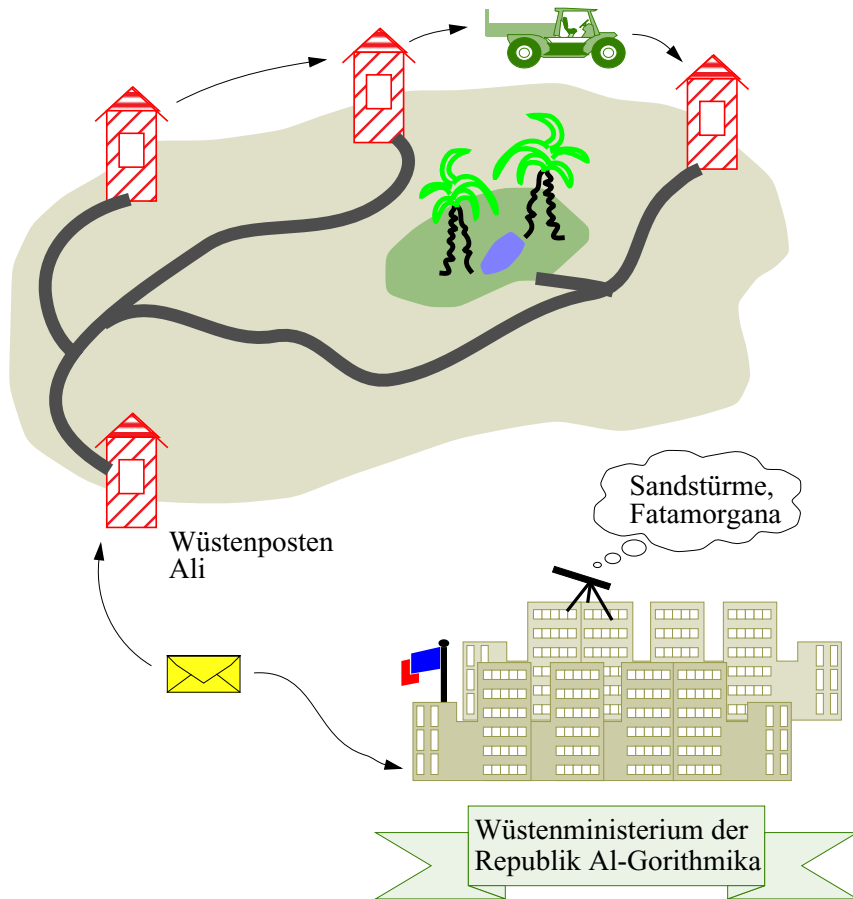 Sandstürme,
Fatamorgana
Wüstenposten
Ali
Wüstenministerium der
Republik Al-Gorithmika